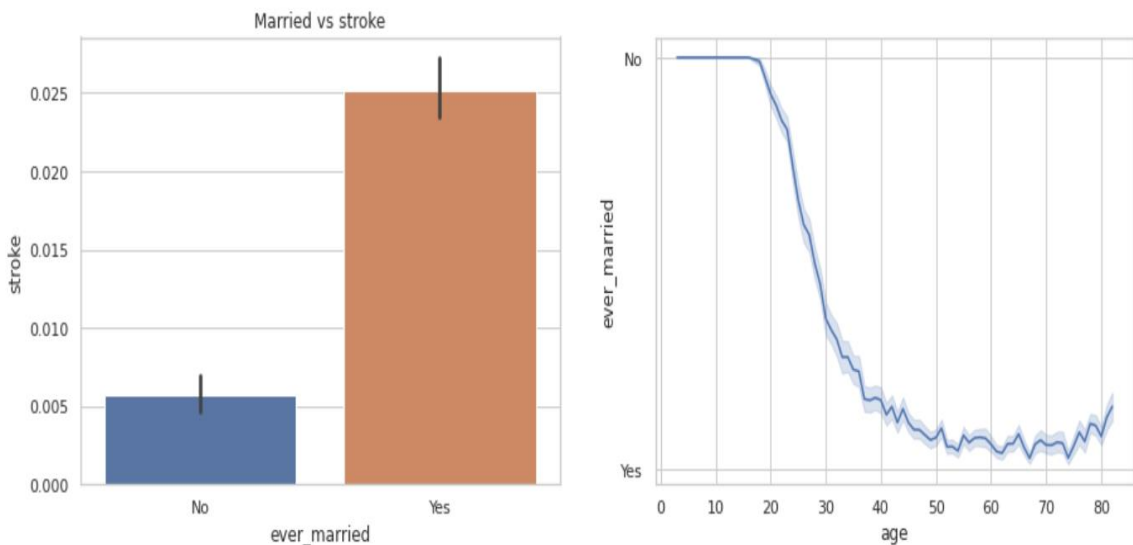 Married vs stroke
stroke
0.025
0.020
0.015
0.010
0.005
0.000
No
Yes
ever_married
ever_married
No
Yes
0
10
20
30
40
50
60
70
80
age